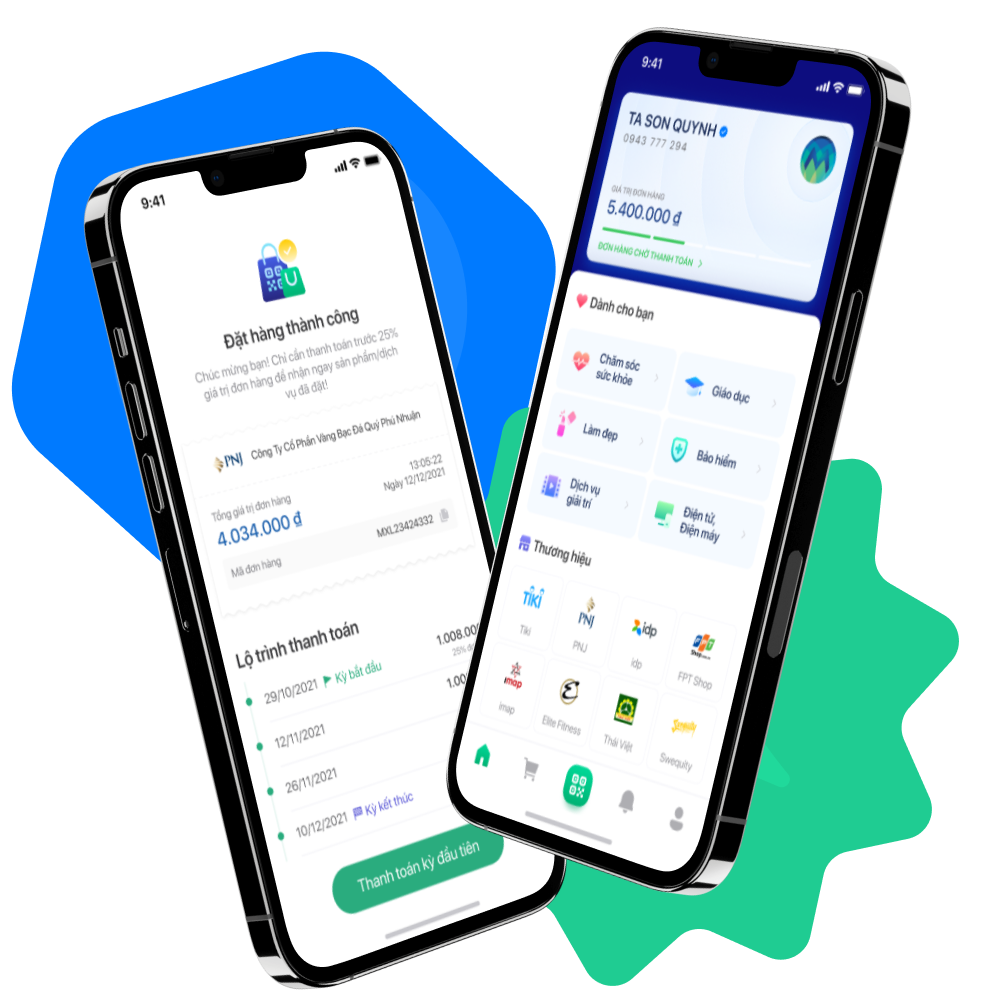 9:41
Đặt hàng thành công
Chúc mừng bạn! Chỉ cần thanh toán trước 25%
giá trị đơn hàng để nhận ngay sản phẩm/dịch
vụ đã đặt!
PNJ Công Ty Cổ Phần Vàng Bạc Đá Quý Phú Nhuận
Tổng giá trị đơn hàng 13:05:22
4.034.000 ₫ Ngày 12/12/2021
Mã đơn hàng MXL23424332
Lộ trình thanh toán
29/10/2021 Kỳ bắt đầu 1.008.00
25%
12/11/2021 1.00
26/11/2021
10/12/2021 Kỳ kết thúc
Thanh toán kỳ đầu tiên
9:41
TA SON QUYNH
0943 777 294
GIÁ TRỊ ĐƠN HÀNG
5.400.000 ₫
ĐƠN HÀNG CHỜ THANH TOÁN
Dành cho bạn
Chăm sóc
sức khỏe
Giáo dục
Làm đẹp
Bảo hiểm
Dịch vụ
giải trí
Điện tử,
Điện máy
Thương hiệu
TIKI PNJ idp FPT Shop
Tiki PNJ idp FPT Shop
imap
imap Elite Fitness Thái Việt Swequity